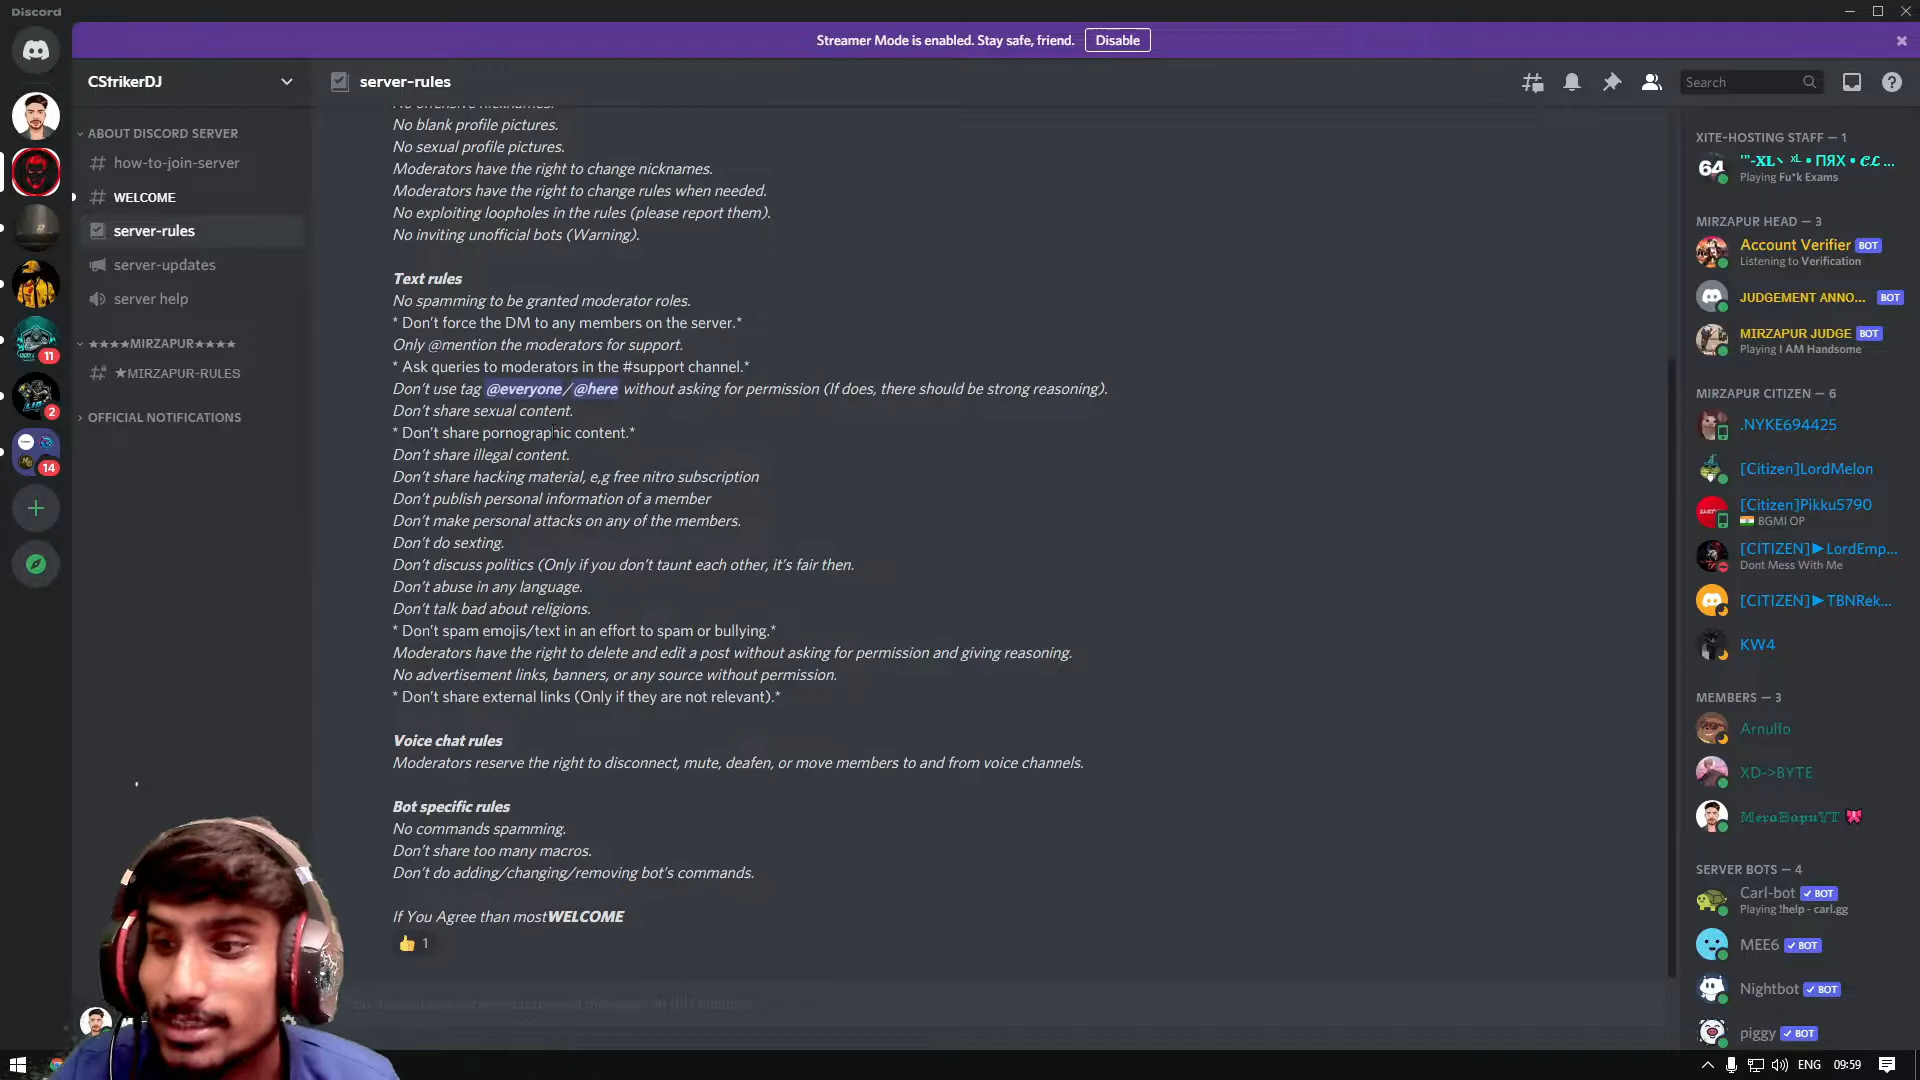 Discord
Streamer Mode is enabled. Stay safe, friend.
Disable
CStrikerDJ
server-rules
Search
ABOUT DISCORD SERVER
how-to-join-server
WELCOME
server-rules
server-updates
server help
★★★★MIRZAPUR★★★★
★MIRZAPUR-RULES
OFFICIAL NOTIFICATIONS
11
2
14
No offensive nicknames.
No blank profile pictures.
No sexual profile pictures.
Moderators have the right to change nicknames.
Moderators have the right to change rules when needed.
No exploiting loopholes in the rules (please report them).
No inviting unofficial bots (Warning).
Text rules
No spamming to be granted moderator roles.
* Don't force the DM to any members on the server.*
Only @mention the moderators for support.
* Ask queries to moderators in the #support channel.*
Don't use tag @everyone/@here without asking for permission (If does, there should be strong reasoning).
Don't share sexual content.
* Don't share pornographic content.*
Don't share illegal content.
Don't share hacking material, e,g free nitro subscription
Don't publish personal information of a member
Don't make personal attacks on any of the members.
Don't do sexting.
Don't discuss politics (Only if you don't taunt each other, it's fair then.
Don't abuse in any language.
Don't talk bad about religions.
* Don't spam emojis/text in an effort to spam or bullying.*
Moderators have the right to delete and edit a post without asking for permission and giving reasoning.
No advertisement links, banners, or any source without permission.
* Don't share external links (Only if they are not relevant).*
Voice chat rules
Moderators reserve the right to disconnect, mute, deafen, or move members to and from voice channels.
Bot specific rules
No commands spamming.
Don't share too many macros.
Don't do adding/changing/removing bot's commands.
If You Agree than mostWELCOME
👍 1
XITE-HOSTING STAFF — 1
64
'"-𝐗𝐋ヽ ˣᴸ • ПЯX • 𝓒𝓛 ...
Playing Fu*k Exams
MIRZAPUR HEAD — 3
Account Verifier BOT
Listening to Verification
JUDGEMENT ANNO... BOT
MIRZAPUR JUDGE BOT
Playing I AM Handsome
MIRZAPUR CITIZEN — 6
.NYKE694425
[Citizen]LordMelon
[Citizen]Pikku5790
🇮🇳 BGMI OP
[CITIZEN]▶LordEmp...
Dont Mess With Me
[CITIZEN]▶TBNRek...
KW4
MEMBERS — 3
Arnulfo
XD->BYTE
𝕄𝕖𝕣𝕒𝔹𝕒𝕡𝕦𝕐𝕋 🎀
SERVER BOTS — 4
Carl-bot ✓ BOT
Playing !help - carl.gg
MEE6 ✓ BOT
Nightbot ✓ BOT
piggy ✓ BOT
ENG
09:59